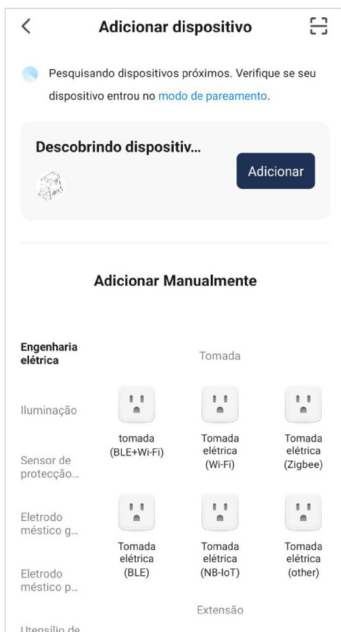 Adicionar dispositivo
Pesquisando dispositivos próximos. Verifique se seu
dispositivo entrou no modo de pareamento.
Descobrindo dispositiv...
Adicionar
Adicionar Manualmente
Engenharia
elétrica
Iluminação
Sensor de
protecção...
Eletrodo
méstico g...
Eletrodo
méstico p...
Utensílio de
Tomada
tomada
(BLE+Wi-Fi)
Tomada
elétrica
(Wi-Fi)
Tomada
elétrica
(Zigbee)
Tomada
elétrica
(BLE)
Tomada
elétrica
(NB-IoT)
Tomada
elétrica
(other)
Extensão